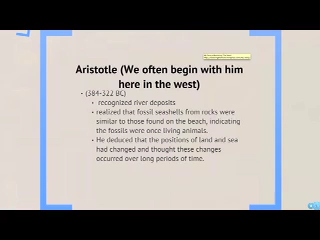 Aristotle (We often begin with him
here in the west)
(384-322 BC)
recognized river deposits
realized that fossil seashells from rocks were
similar to those found on the beach, indicating
the fossils were once living animals.
He deduced that the positions of land and sea
had changed and thought these changes
occurred over long periods of time.